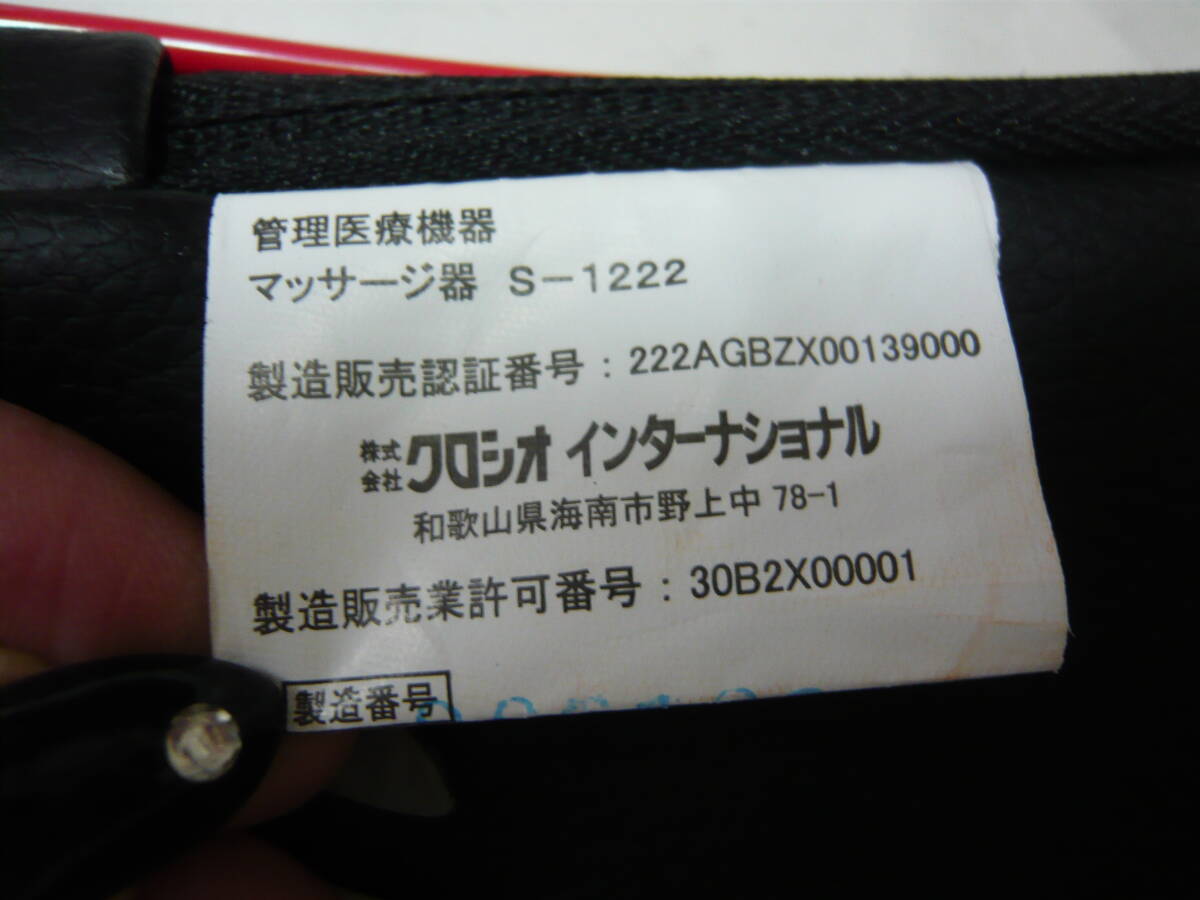 管理医療機器
マッサージ器 S-1222
製造販売認証番号：222AGBZX00139000
株式会社クロシオインターナショナル
和歌山県海南市野上中 78-1
製造販売業許可番号：30B2X00001
製造番号